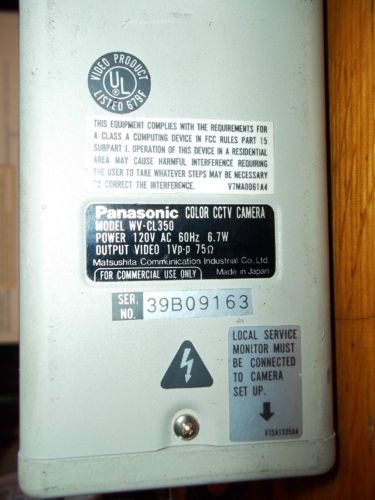 VIDEO PRODUCT
UL
LISTED 679F
THIS EQUIPMENT COMPLIES WITH THE REQUIREMENTS FOR
A CLASS A COMPUTING DEVICE IN FCC RULES PART 15
SUBPART J. OPERATION OF THIS DEVICE IN A RESIDENTIAL
AREA MAY CAUSE HARMFUL INTERFERENCE REQUIRING
THE USER TO TAKE WHATEVER STEPS MAY BE NECESSARY
TO CORRECT THE INTERFERENCE. V7MA0061A4
Panasonic COLOR CCTV CAMERA
MODEL WV-CL350
POWER 120V AC 60Hz 6.7W
OUTPUT VIDEO 1Vp-p 75Ω
Matsushita Communication Industrial Co., Ltd.
FOR COMMERCIAL USE ONLY Made in Japan
SER. NO. 39B09163
LOCAL SERVICE
MONITOR MUST
BE CONNECTED
TO CAMERA
SET UP.
VTSA1335AA